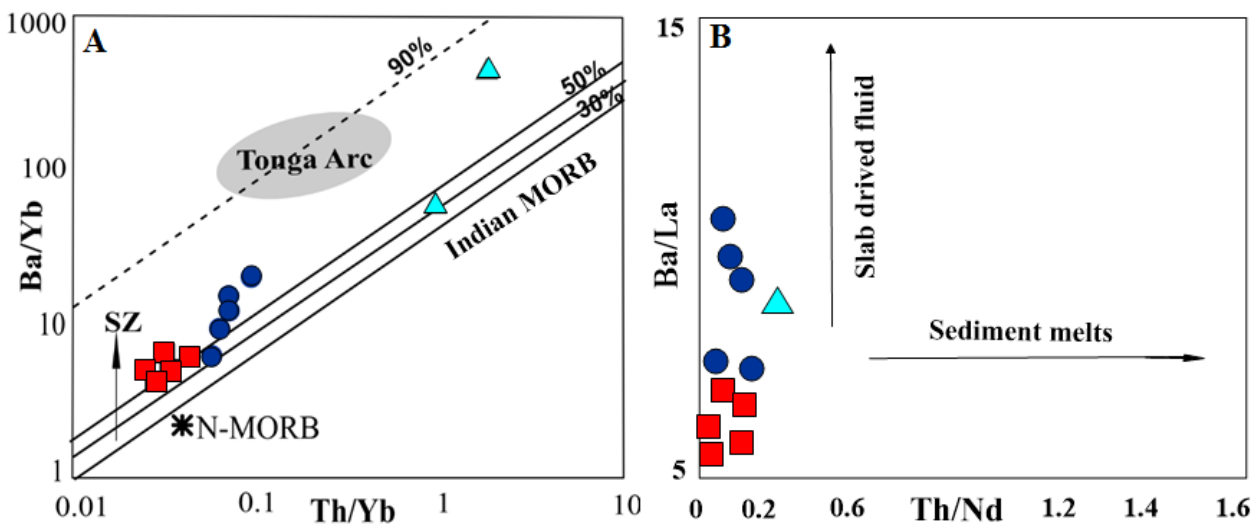 A
1000
100
10
1
Ba/Yb
90%
50%
30%
Tonga Arc
Indian MORB
SZ
N-MORB
0.01
0.1
1
10
Th/Yb
B
15
5
Ba/La
Slab drived fluid
Sediment melts
0
0.2
0.6
1.2
1.4
1.6
Th/Nd